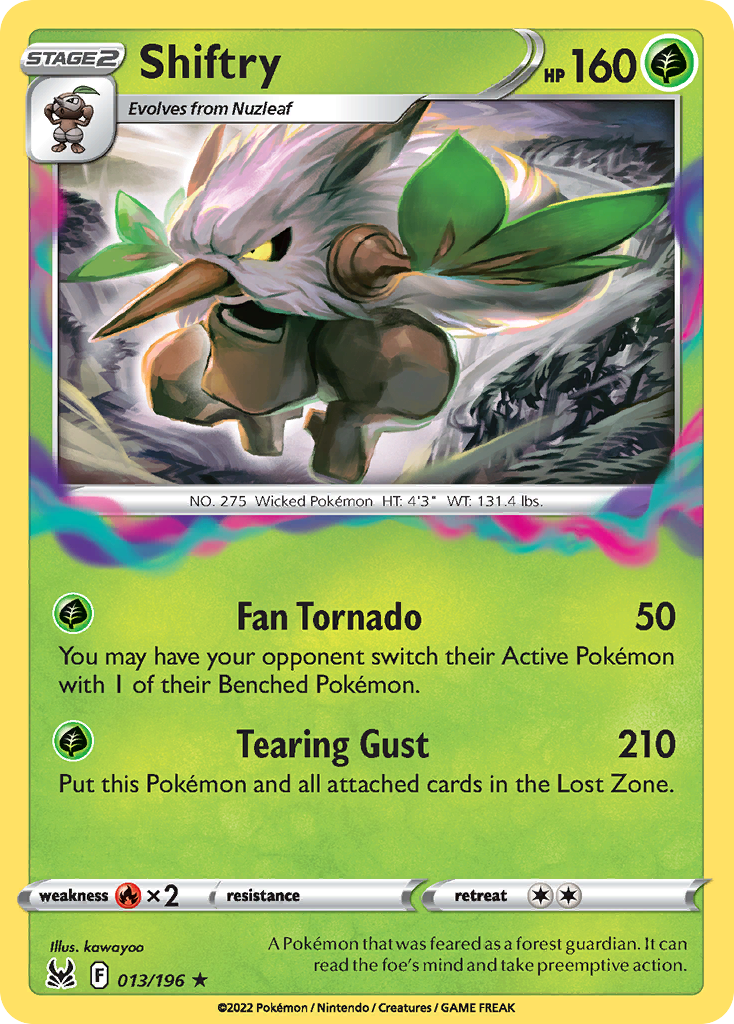 STAGE2
Shiftry
HP 160
Evolves from Nuzleaf
NO. 275 Wicked Pokémon HT: 4'3" WT: 131.4 lbs.
Fan Tornado 50
You may have your opponent switch their Active Pokémon
with 1 of their Benched Pokémon.
Tearing Gust 210
Put this Pokémon and all attached cards in the Lost Zone.
weakness ×2 resistance retreat
Illus. kawayoo
A Pokémon that was feared as a forest guardian. It can
read the foe's mind and take preemptive action.
F 013/196 ★
©2022 Pokémon / Nintendo / Creatures / GAME FREAK